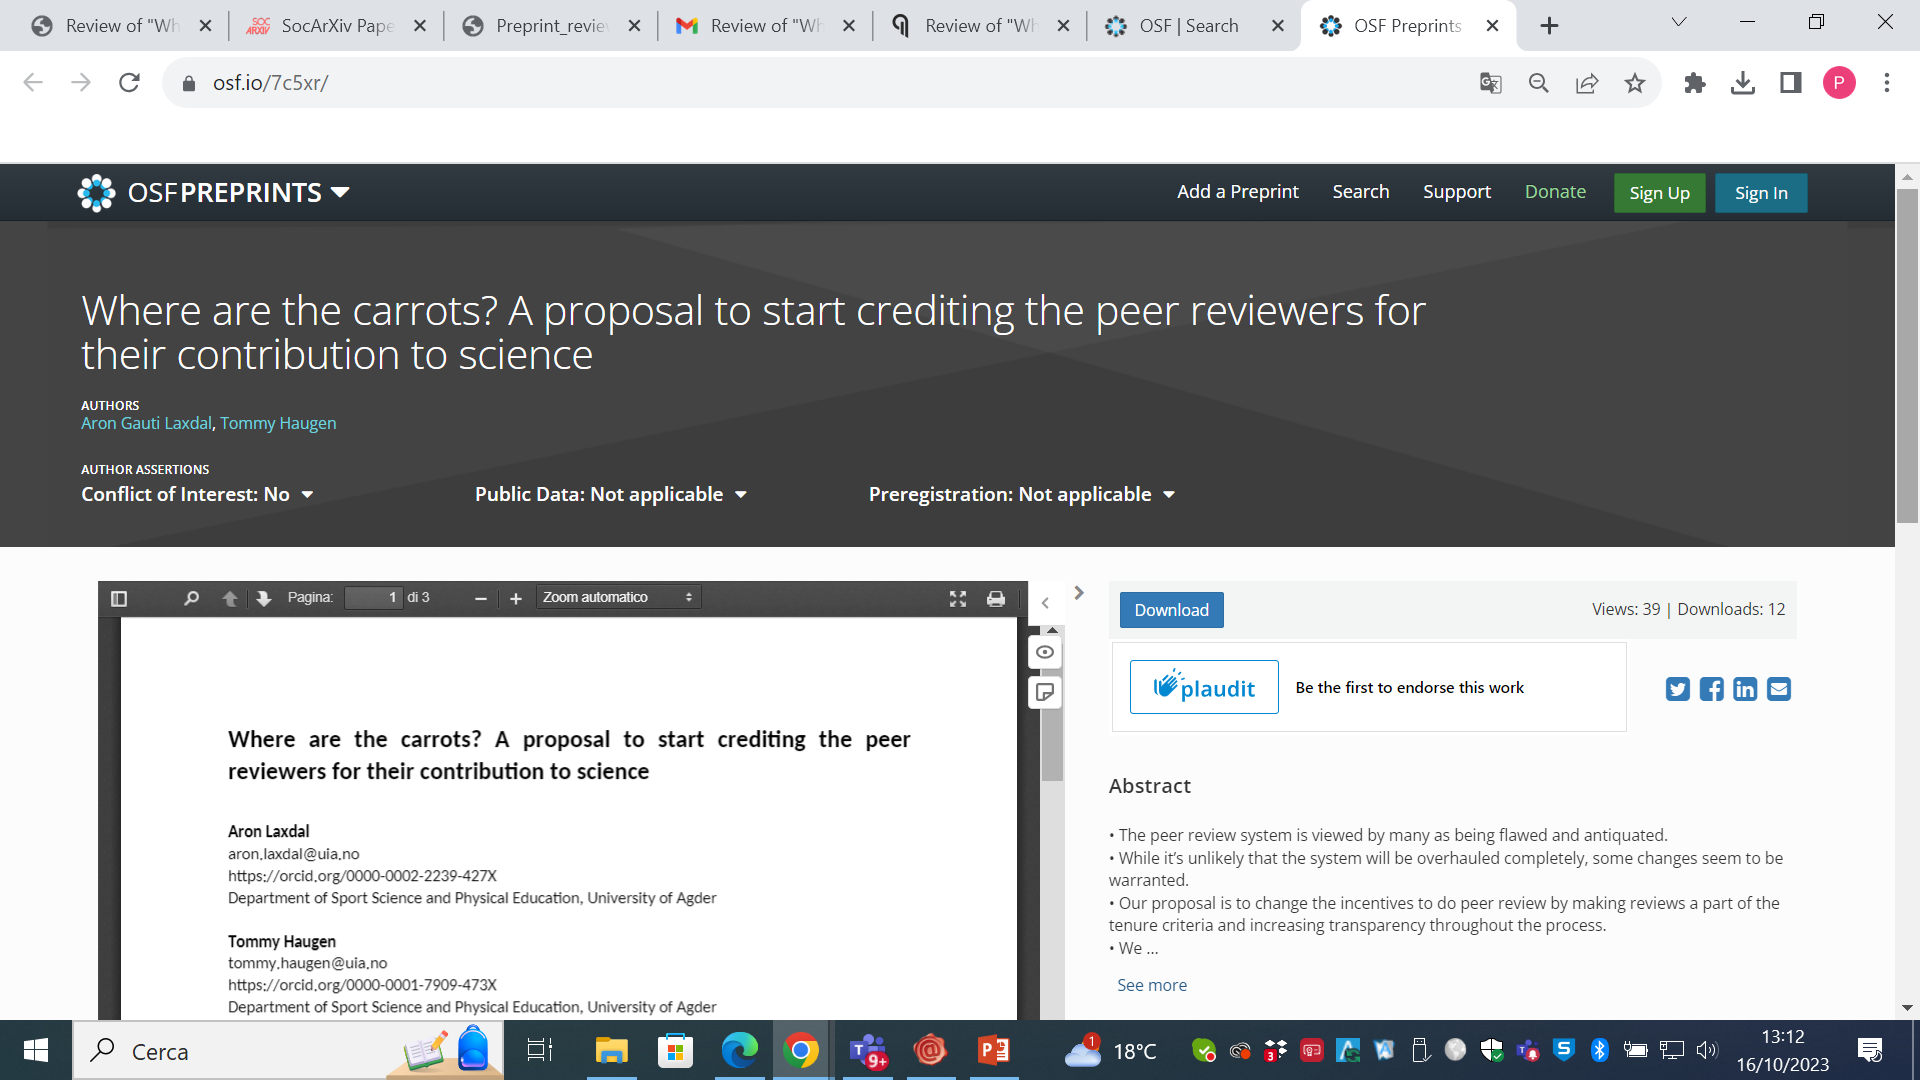 Review of "Wh
SocArXiv Pape
Preprint_revie
Review of "Wh
Review of "Wh
OSF | Search
OSF Preprints
osf.io/7c5xr/
P
OSFPREPRINTS
Add a Preprint
Search
Support
Donate
Sign Up
Sign In
Where are the carrots? A proposal to start crediting the peer reviewers for
their contribution to science
AUTHORS
Aron Gauti Laxdal, Tommy Haugen
AUTHOR ASSERTIONS
Conflict of Interest: No
Public Data: Not applicable
Preregistration: Not applicable
Pagina: 1 di 3
Zoom automatico
Where are the carrots? A proposal to start crediting the peer
reviewers for their contribution to science
Aron Laxdal
aron.laxdal@uia.no
https://orcid.org/0000-0002-2239-427X
Department of Sport Science and Physical Education, University of Agder
Tommy Haugen
tommy.haugen@uia.no
https://orcid.org/0000-0001-7909-473X
Department of Sport Science and Physical Education, University of Agder
Download
Views: 39 | Downloads: 12
plaudit
Be the first to endorse this work
Abstract
• The peer review system is viewed by many as being flawed and antiquated.
• While it's unlikely that the system will be overhauled completely, some changes seem to be
warranted.
• Our proposal is to change the incentives to do peer review by making reviews a part of the
tenure criteria and increasing transparency throughout the process.
• We ...
See more
Cerca
9+
1
18°C
3
13:12
16/10/2023